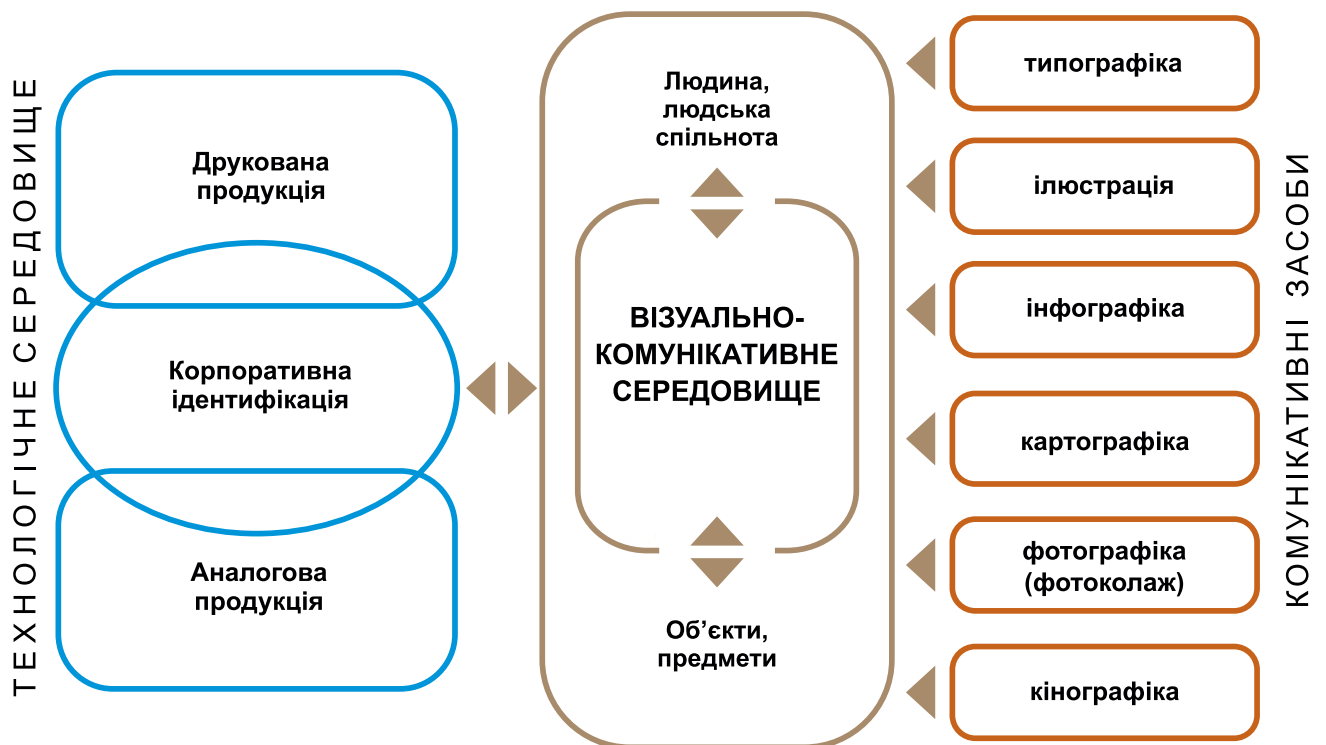 ТЕХНОЛОГІЧНЕ СЕРЕДОВИЩЕ
Друкована
продукція
Корпоративна
ідентифікація
Аналогова
продукція
Людина,
людська
спільнота
ВІЗУАЛЬНО-
КОМУНІКАТИВНЕ
СЕРЕДОВИЩЕ
Об’єкти,
предмети
типографіка
ілюстрація
інфографіка
картографіка
фотографіка
(фотоколаж)
кінографіка
КОМУНІКАТИВНІ ЗАСОБИ